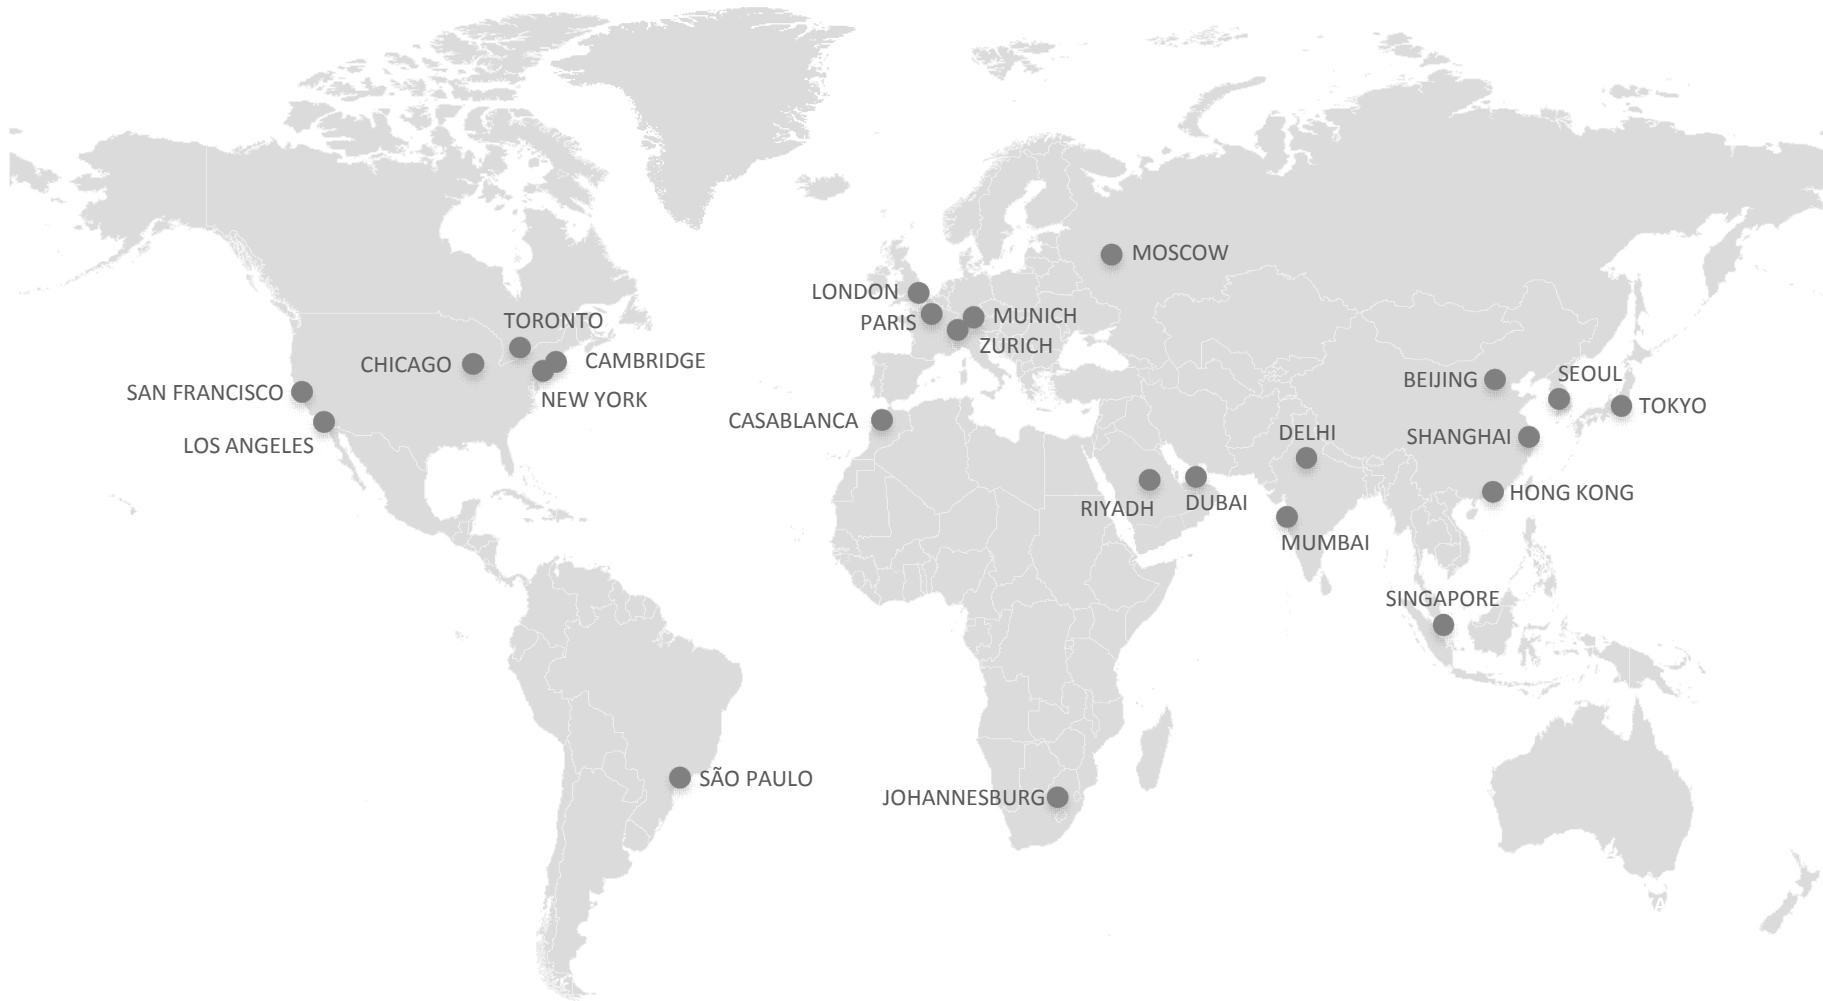 MOSCOW
LONDON
PARIS
MUNICH
ZURICH
TORONTO
CHICAGO
CAMBRIDGE
NEW YORK
SAN FRANCISCO
LOS ANGELES
CASABLANCA
BEIJING
SEOUL
TOKYO
SHANGHAI
DELHI
HONG KONG
RIYADH
DUBAI
MUMBAI
SINGAPORE
SÃO PAULO
JOHANNESBURG